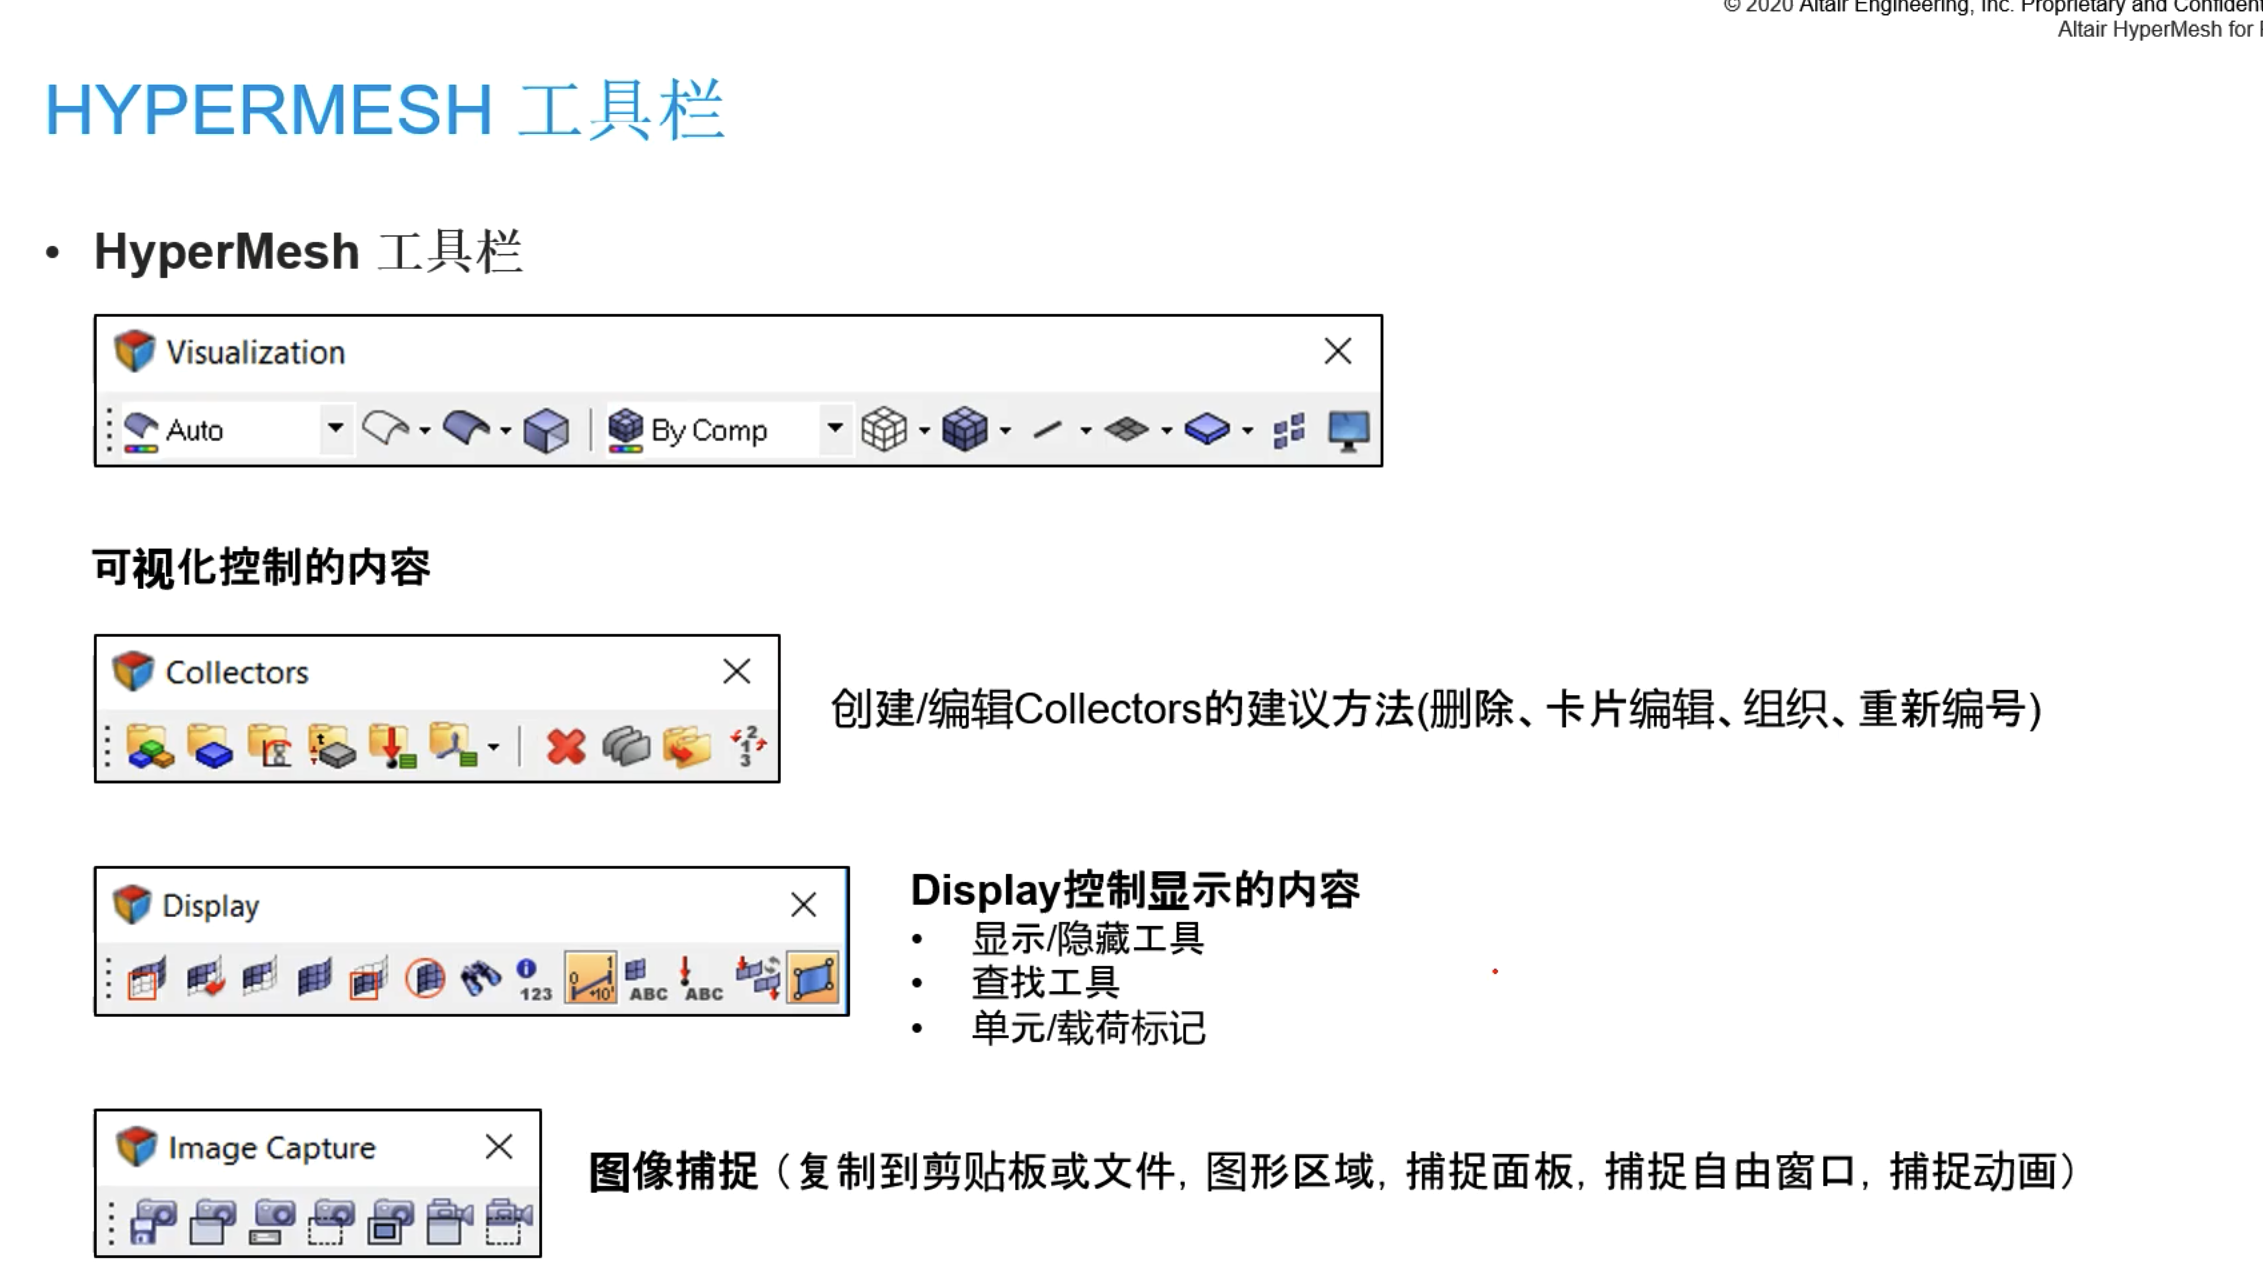 © 2020 Altair Engineering, Inc. Proprietary and
Altair HyperMesh for
HYPERMESH 工具栏
• HyperMesh 工具栏
Visualization
Auto
By Comp
可视化控制的内容
Collectors
创建/编辑Collectors的建议方法(删除、卡片编辑、组织、重新编号)
2
1
3
Display
Display控制显示的内容
• 显示/隐藏工具
• 查找工具
• 单元/载荷标记
123
0 1
10
ABC
ABC
Image Capture
图像捕捉（复制到剪贴板或文件, 图形区域, 捕捉面板, 捕捉自由窗口, 捕捉动画）